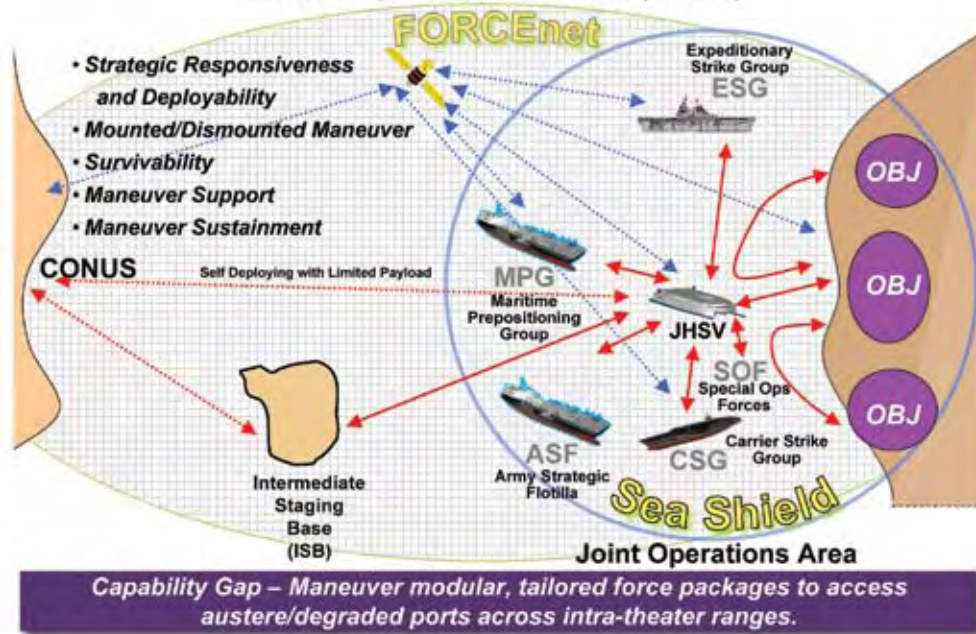 FORCEnet
• Strategic Responsiveness
and Deployability
• Mounted/Dismounted Maneuver
• Survivability
• Maneuver Support
• Maneuver Sustainment
Expeditionary
Strike Group
ESG
OBJ
CONUS
Self Deploying with Limited Payload
MPG
Maritime
Prepositioning
Group
JHSV
OBJ
SOF
Special Ops
Forces
OBJ
ASF
Army Strategic
Flotilla
CSG
Carrier Strike
Group
Intermediate
Staging
Base
(ISB)
Sea Shield
Joint Operations Area
Capability Gap – Maneuver modular, tailored force packages to access
austere/degraded ports across intra-theater ranges.